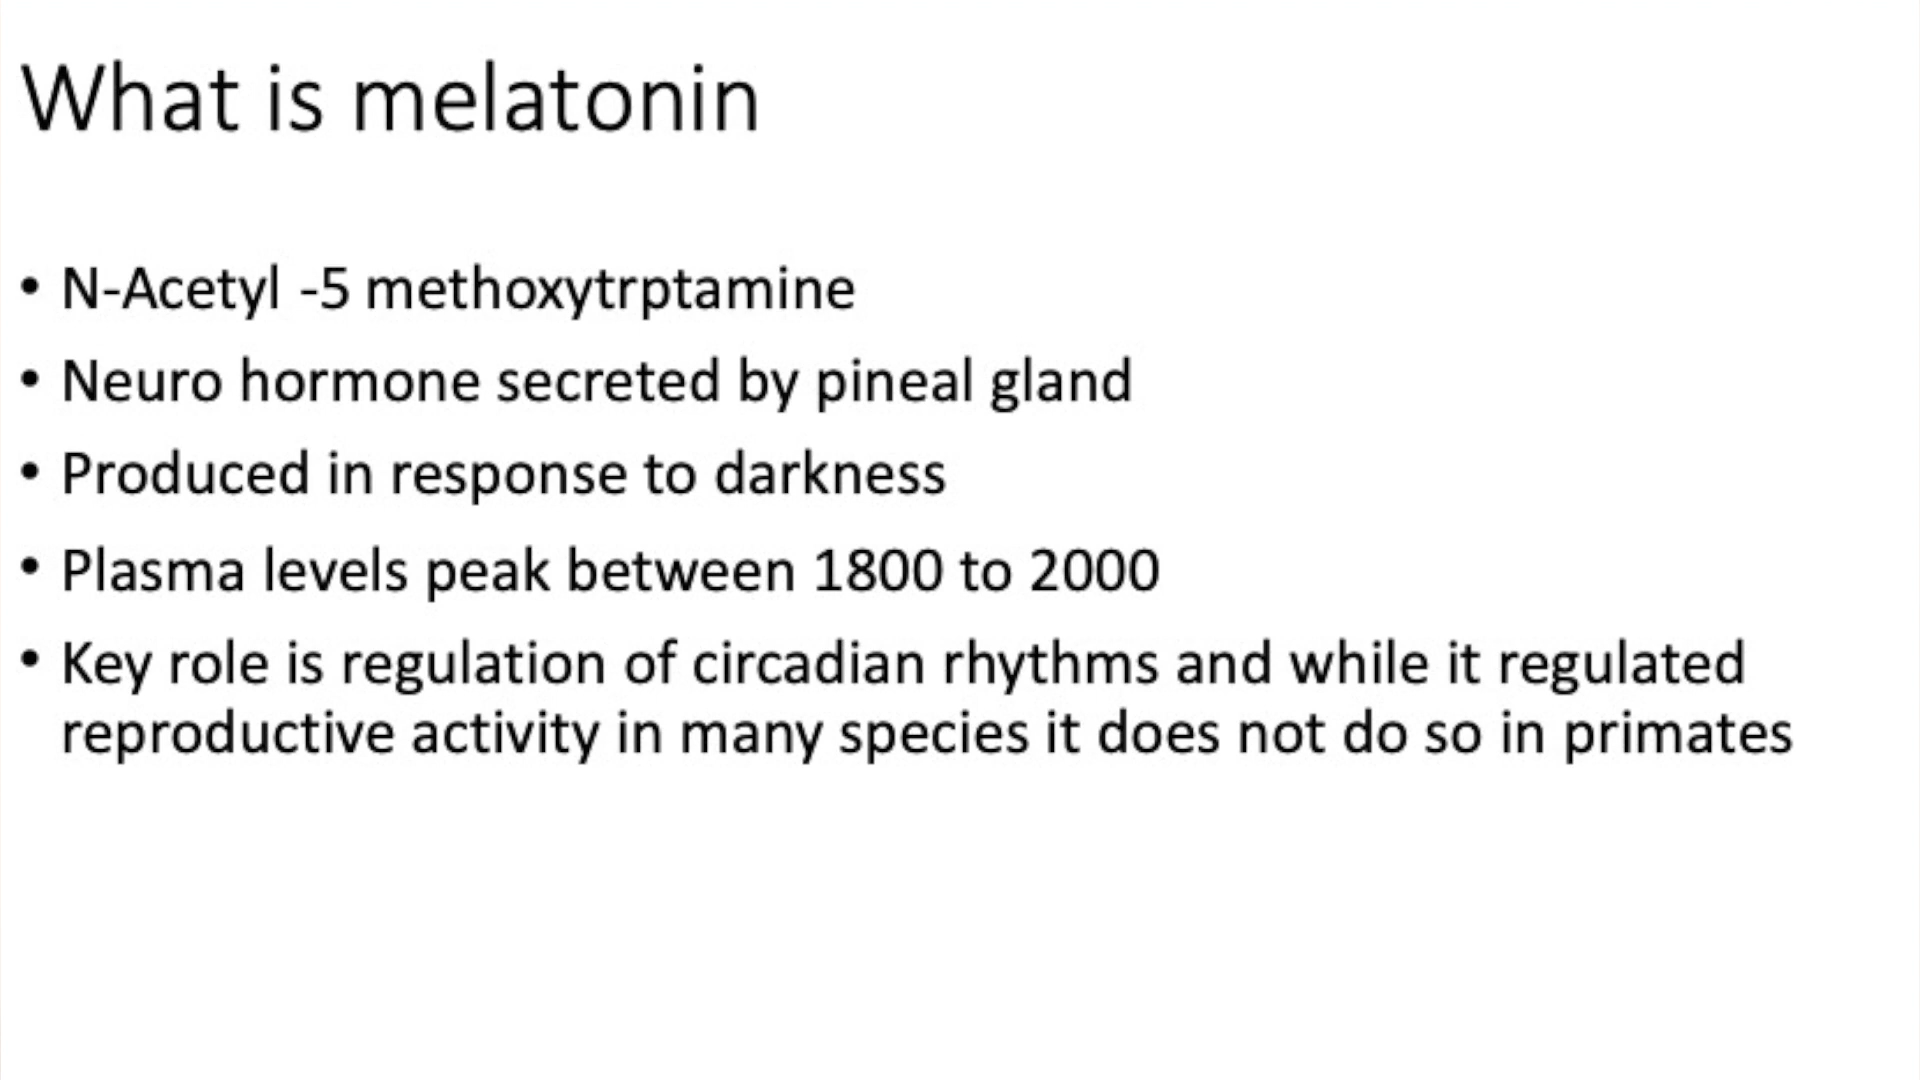 What is melatonin
• N-Acetyl -5 methoxytrptamine
• Neuro hormone secreted by pineal gland
• Produced in response to darkness
• Plasma levels peak between 1800 to 2000
• Key role is regulation of circadian rhythms and while it regulated
reproductive activity in many species it does not do so in primates